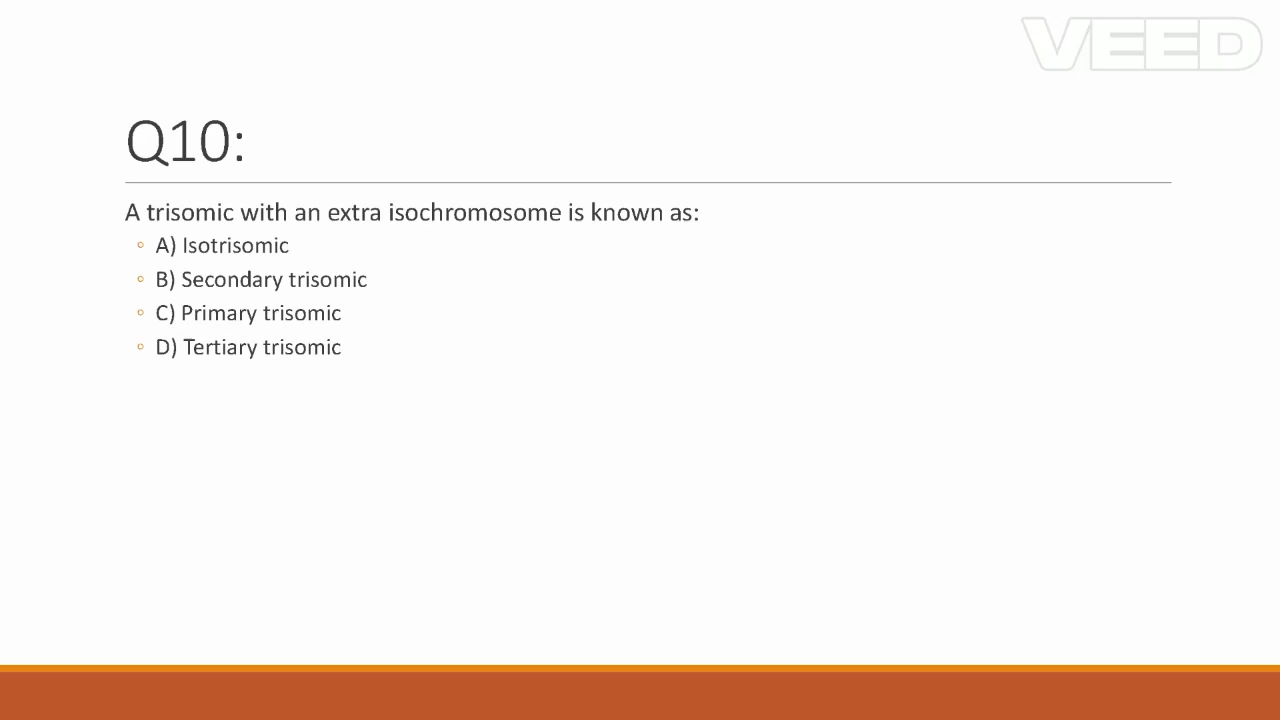 VEED
Q10:
A trisomic with an extra isochromosome is known as:
◦ A) Isotrisomic
◦ B) Secondary trisomic
◦ C) Primary trisomic
◦ D) Tertiary trisomic